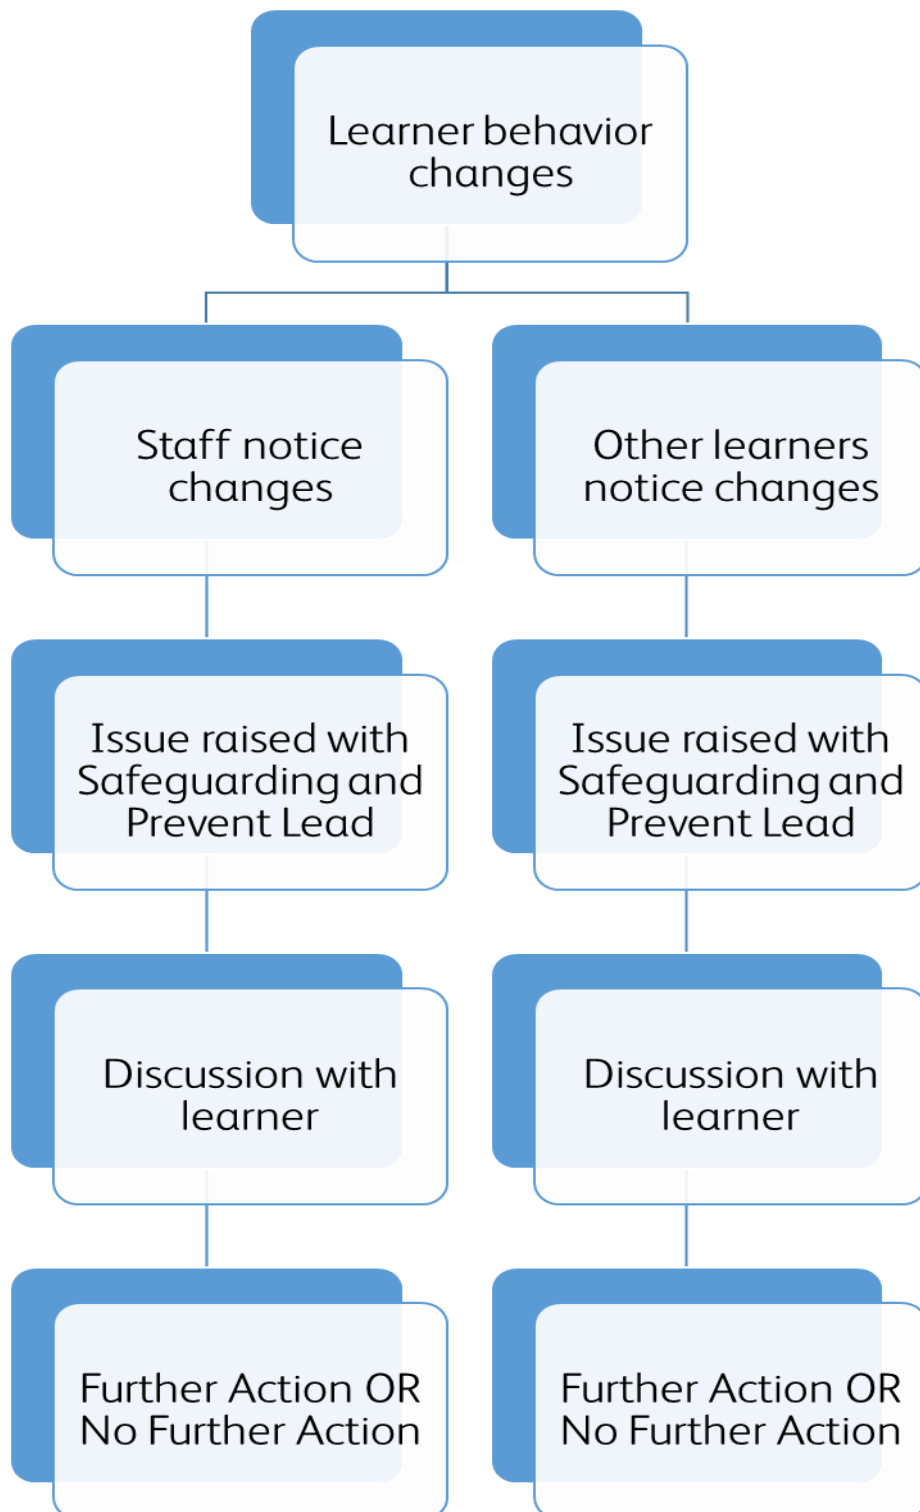 Learner behavior
changes
Staff notice
changes
Other learners
notice changes
Issue raised with
Safeguarding and
Prevent Lead
Issue raised with
Safeguarding and
Prevent Lead
Discussion with
learner
Discussion with
learner
Further Action OR
No Further Action
Further Action OR
No Further Action